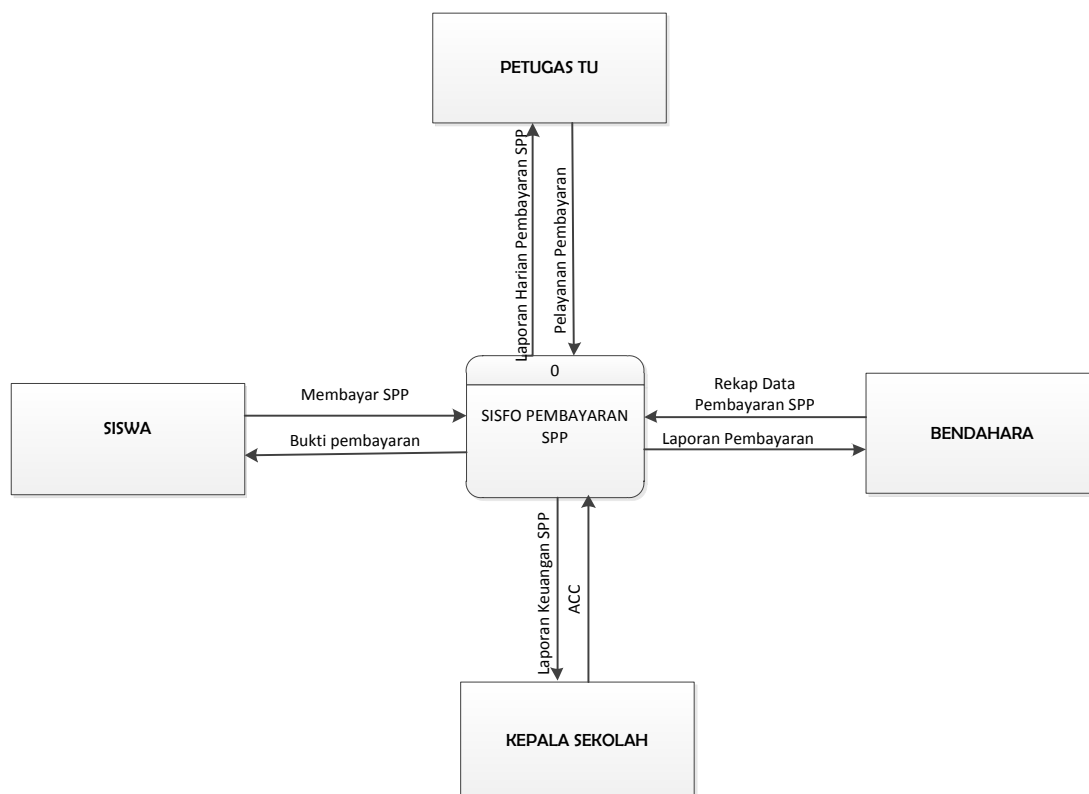 PETUGAS TU
Laporan Harian Pembayaran SPP
Pelayanan Pembayaran
0
SISFO PEMBAYARAN
SPP
SISWA
Membayar SPP
Bukti pembayaran
Rekap Data
Pembayaran SPP
Laporan Pembayaran
BENDAHARA
Laporan Keuangan SPP
ACC
KEPALA SEKOLAH